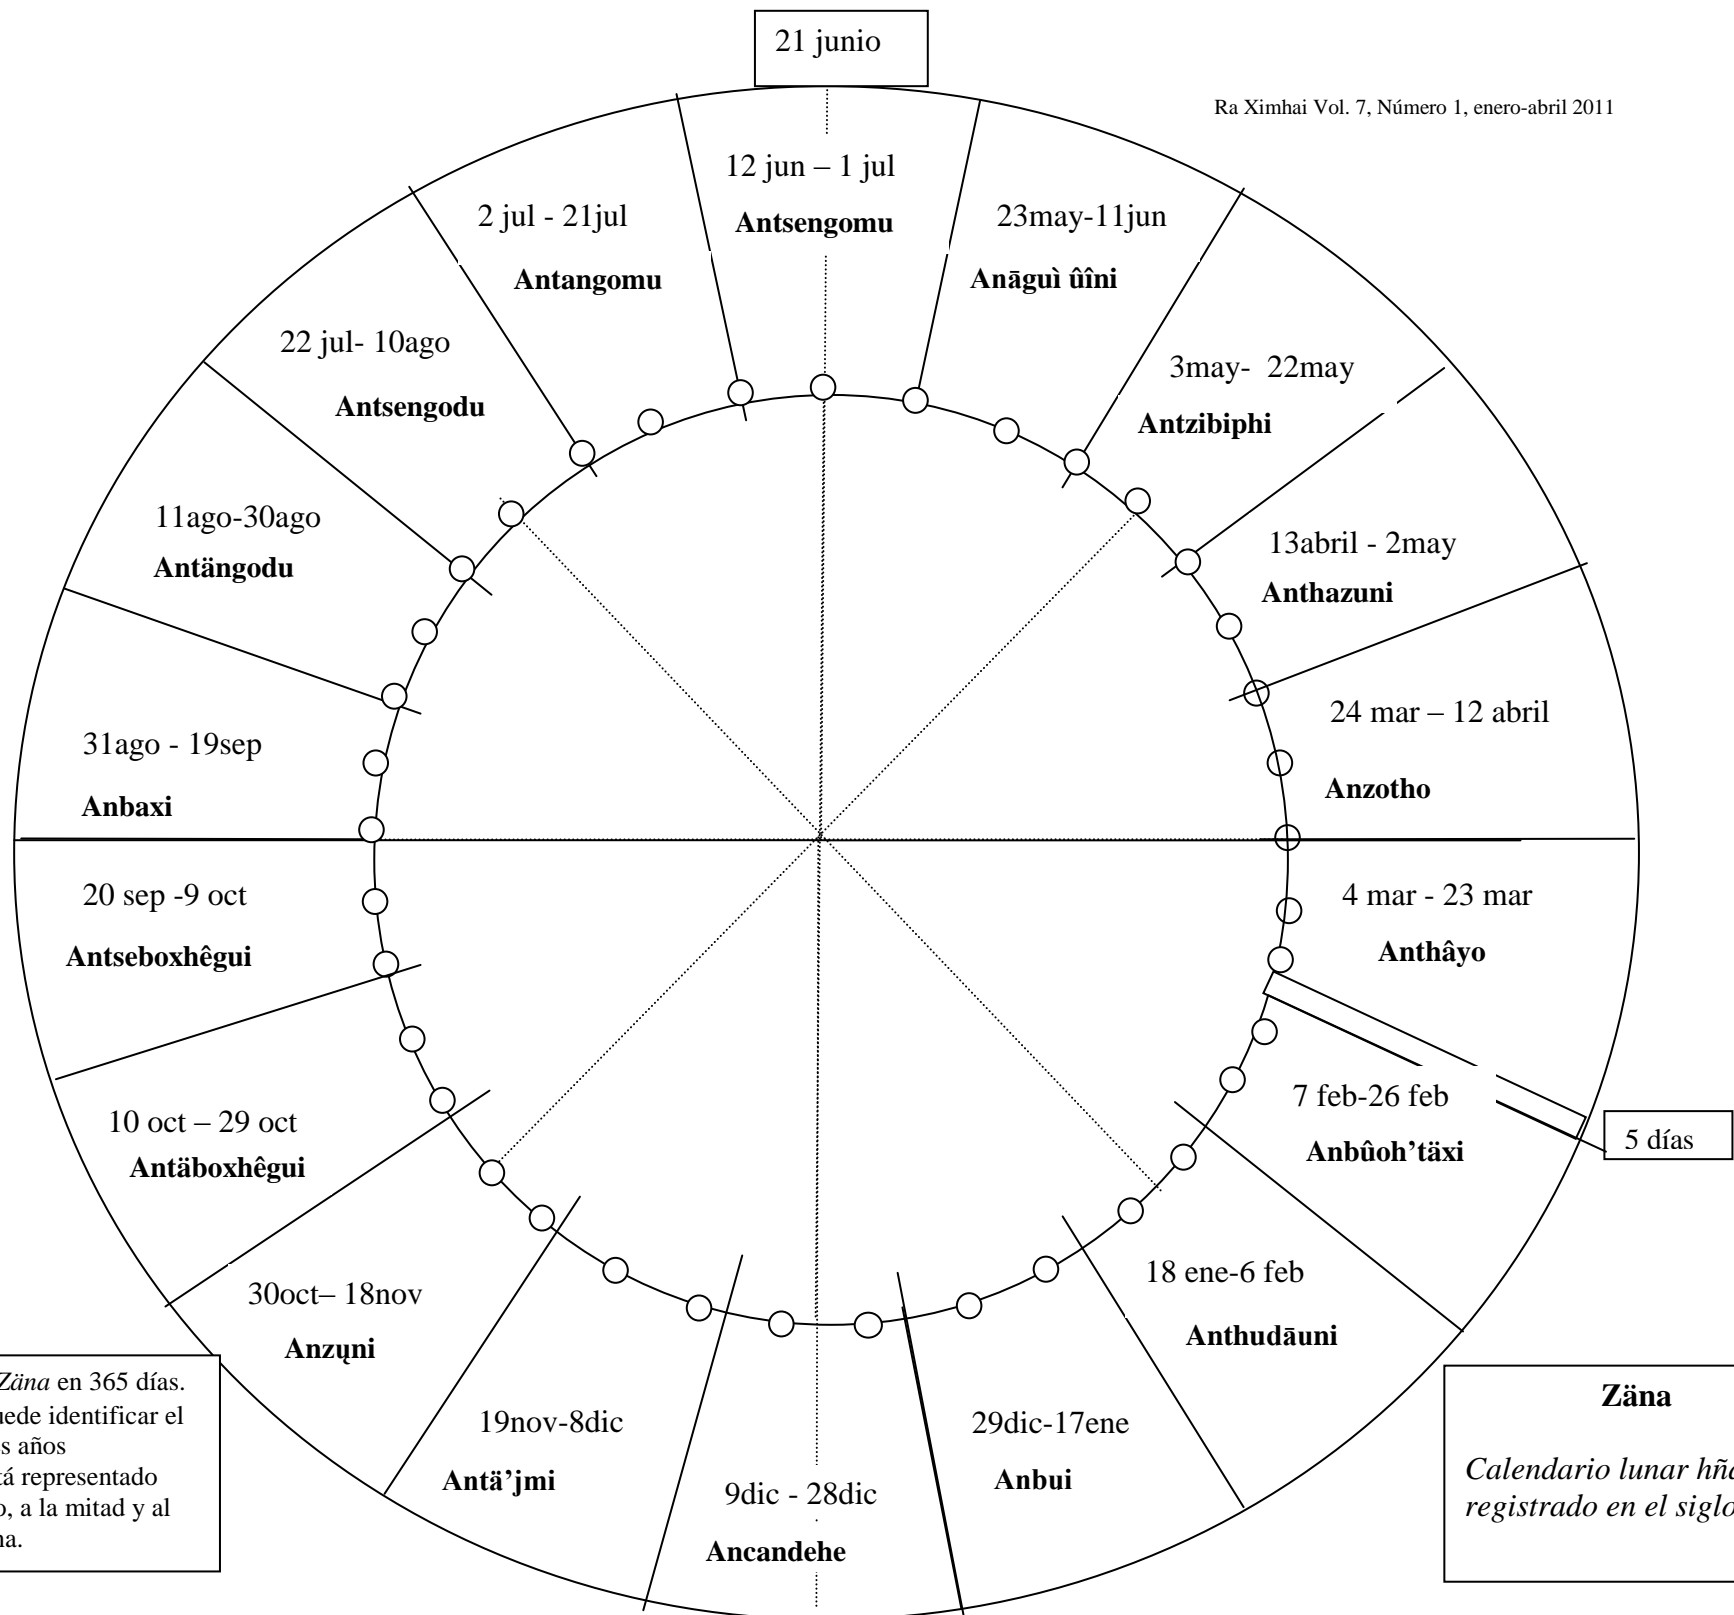 21 junio
Ra Ximhai Vol. 7, Número 1, enero-abril 2011
12 jun – 1 jul
Antsengomu
23may-11jun
Anāguì ûîni
3may- 22may
Antzibiphi
13abril - 2may
Anthazuni
24 mar – 12 abril
Anzotho
4 mar - 23 mar
Anthâyo
5 días
7 feb-26 feb
Anbûoh’täxi
18 ene-6 feb
Anthudāuni
29dic-17ene
Anbui
9dic - 28dic
Ancandehe
19nov-8dic
Antä’jmi
30oct– 18nov
Anzųni
10 oct – 29 oct
Antäboxhêgui
20 sep -9 oct
Antseboxhêgui
31ago - 19sep
Anbaxi
11ago-30ago
Antängodu
22 jul- 10ago
Antsengodu
2 jul - 21jul
Antangomu
Zäna en 365 días.
identificar el
años
representado
a la mitad y al
Zäna
Calendario lunar
registrado en el siglo